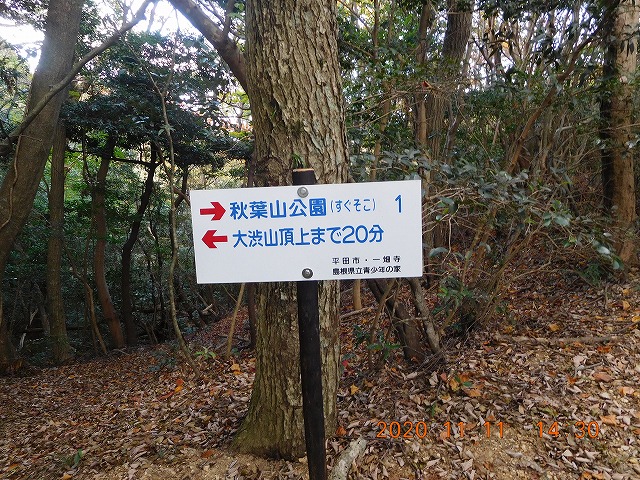 → 秋葉山公園(すぐそこ) 1
← 大渋山頂上まで20分
平田市・一畑寺
島根県立青少年の家
2020 11 11 14:30